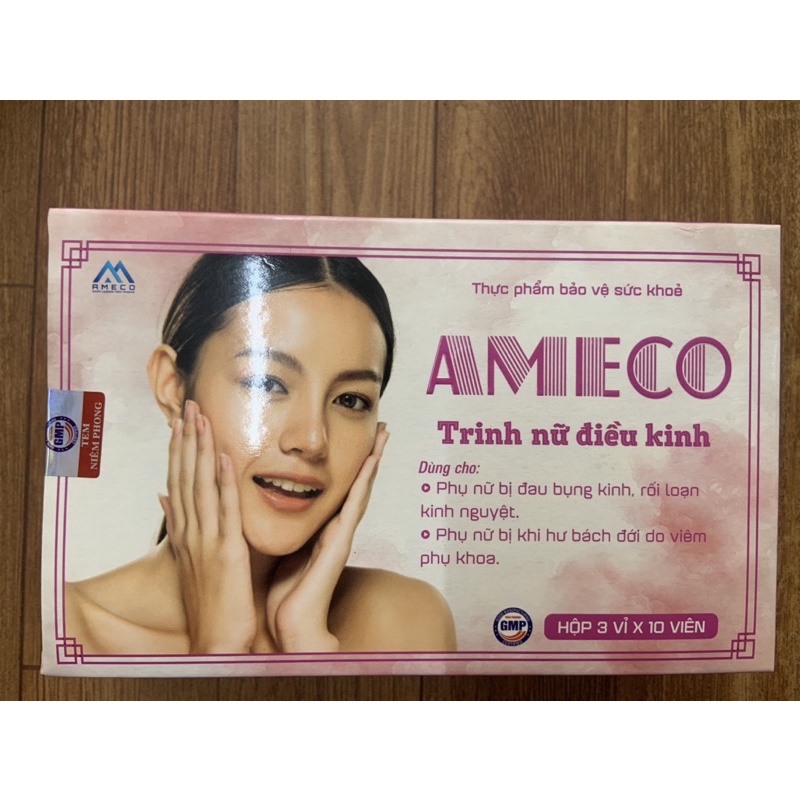 AMECO
Thực phẩm bảo vệ sức khoẻ
AMECO
Trinh nữ điều kinh
Dùng cho:
Phụ nữ bị đau bụng kinh, rối loạn
kinh nguyệt.
Phụ nữ bị khi hư bách đới do viêm
phụ khoa.
GMP
TEM
NIÊM PHONG
GMP
HỘP 3 VỈ X 10 VIÊN